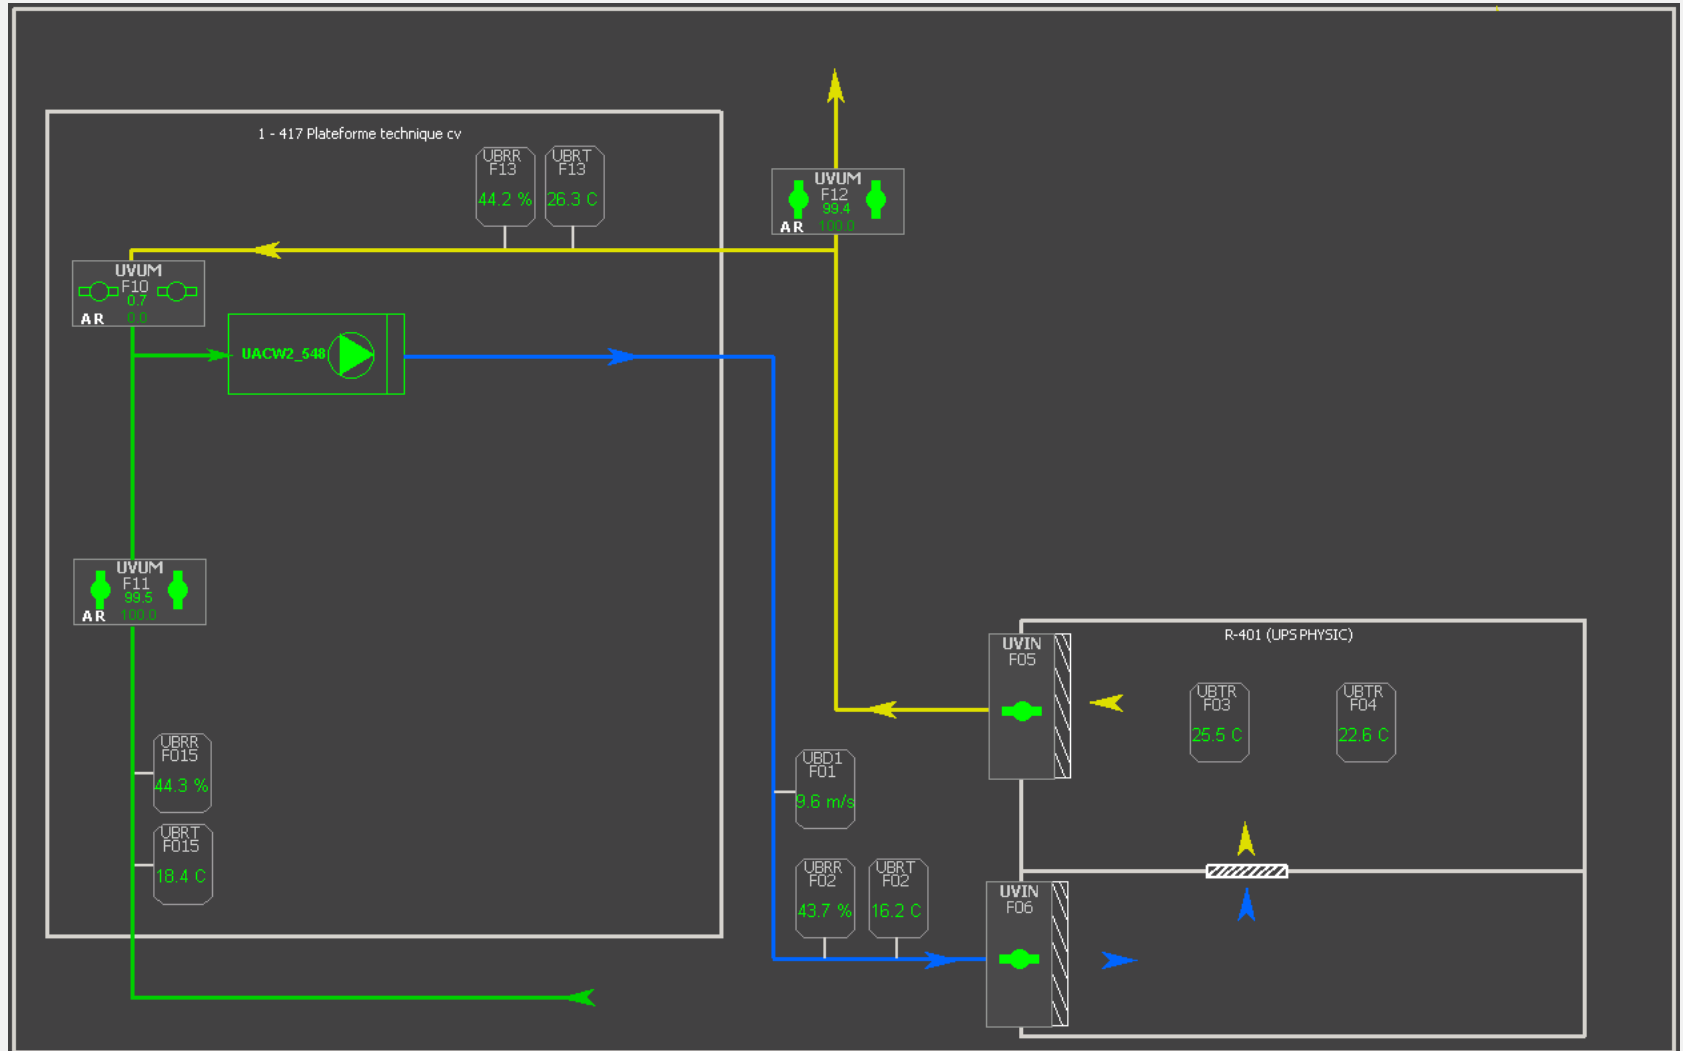 1 - 417 Plateforme technique cv
UBRR
F13
44.2 %
UBRT
F13
26.3 C
UVUM
F12
99.4
AR 100.0
UVUM
F10
0.7
AR 0.0
UACW2_548
UVUM
F11
99.5
AR 100.0
UBRR
F015
44.3 %
UBRT
F015
18.4 C
UBD1
F01
9.6 m/s
UBRR
F02
43.7 %
UBRT
F02
16.2 C
UVIN
F05
R-401 (UPS PHYSIC)
UBTR
F03
25.5 C
UBTR
F04
22.6 C
UVIN
F06